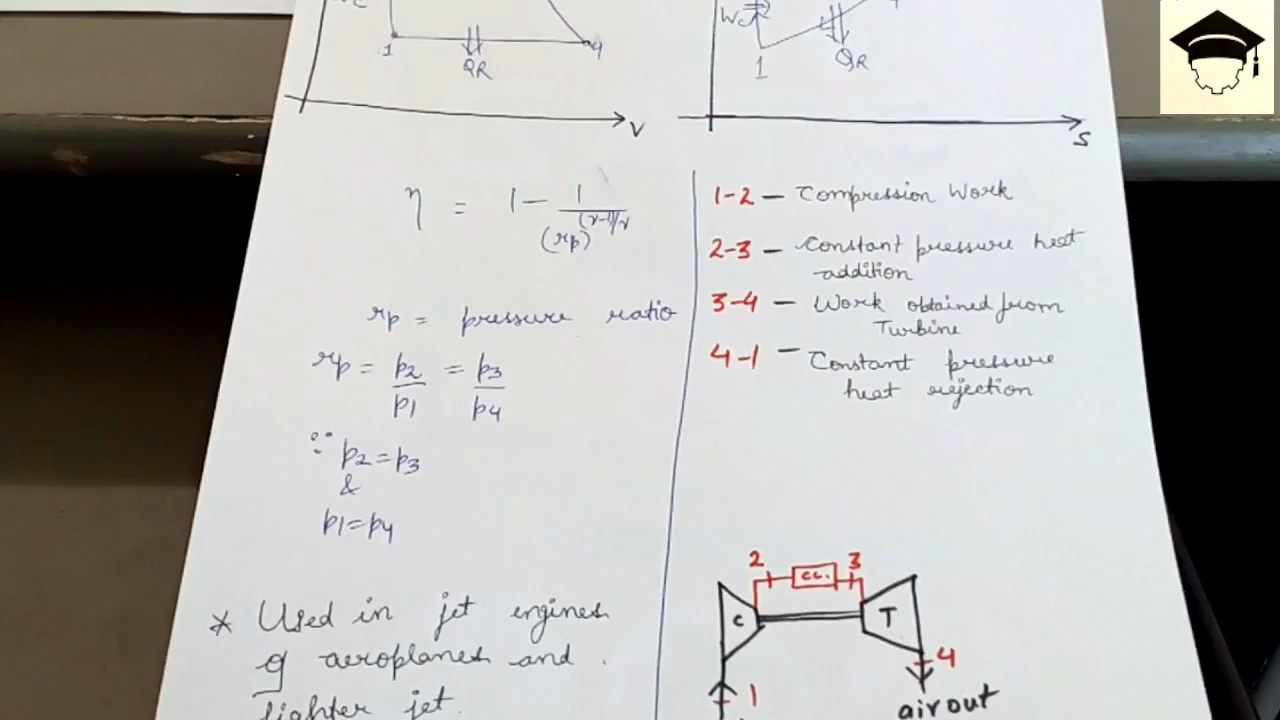 Wc
1
QR
4
V
Wc
1
QR
S
η = 1 - 1/(rp)^(γ-1)/γ
rp = pressure ratio
rp = p2/p1 = p3/p4
∵ p2=p3
&
p1=p4
* Used in jet engines
of aeroplanes and
fighter jet.
1-2 — Compression Work
2-3 — Constant pressure heat
addition
3-4 — Work obtained from
Turbine
4-1 — Constant pressure
heat rejection
2 3
C.C.
C T
1
4
air out